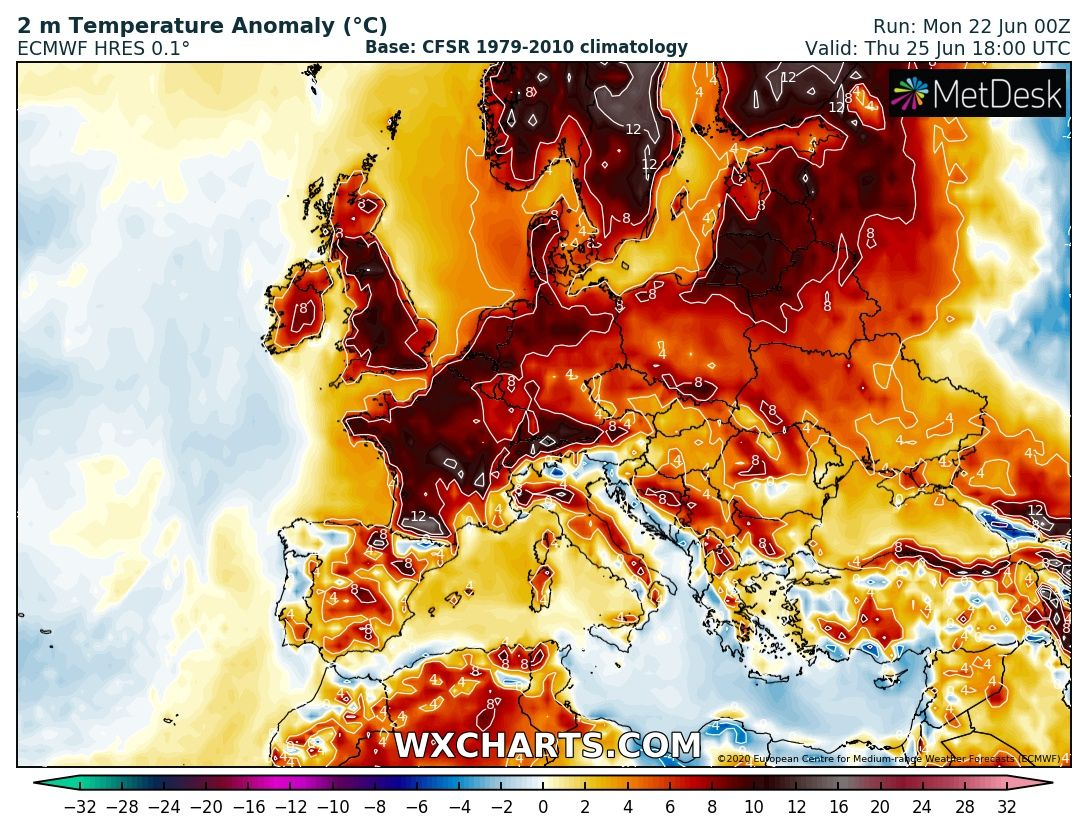 2 m Temperature Anomaly (°C)
Run: Mon 22 Jun 00Z
ECMWF HRES 0.1°
Base: CFSR 1979-2010 climatology
Valid: Thu 25 Jun 18:00 UTC
MetDesk
WXCHARTS.COM
©2020 European Centre for Medium-range Weather Forecasts (ECMWF)
−32 −28 −24 −20 −16 −12 −10 −8 −6 −4 −2 0 2 4 6 8 10 12 16 20 24 28 32